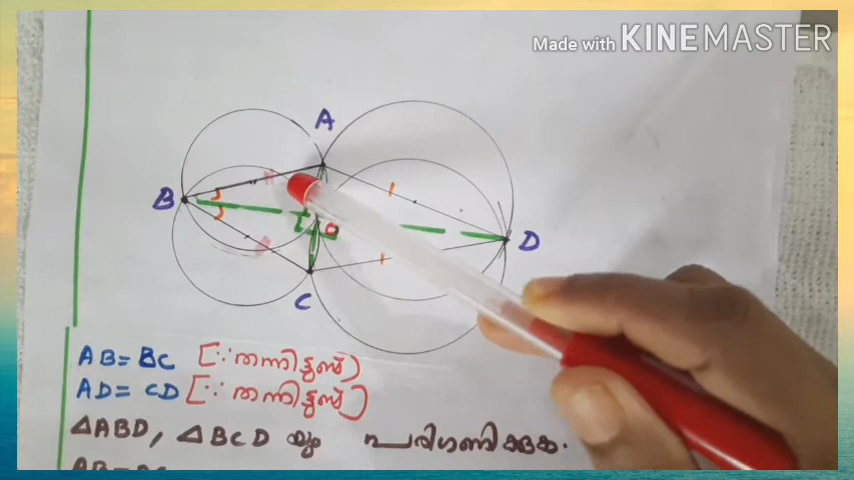 Made with KINEMASTER
A
B
D
C
AB = BC [∵ തന്നിട്ടുണ്ട്]
AD = CD [∵ തന്നിട്ടുണ്ട്]
ΔABD, ΔBCD യും പരിഗണിക്കുക.